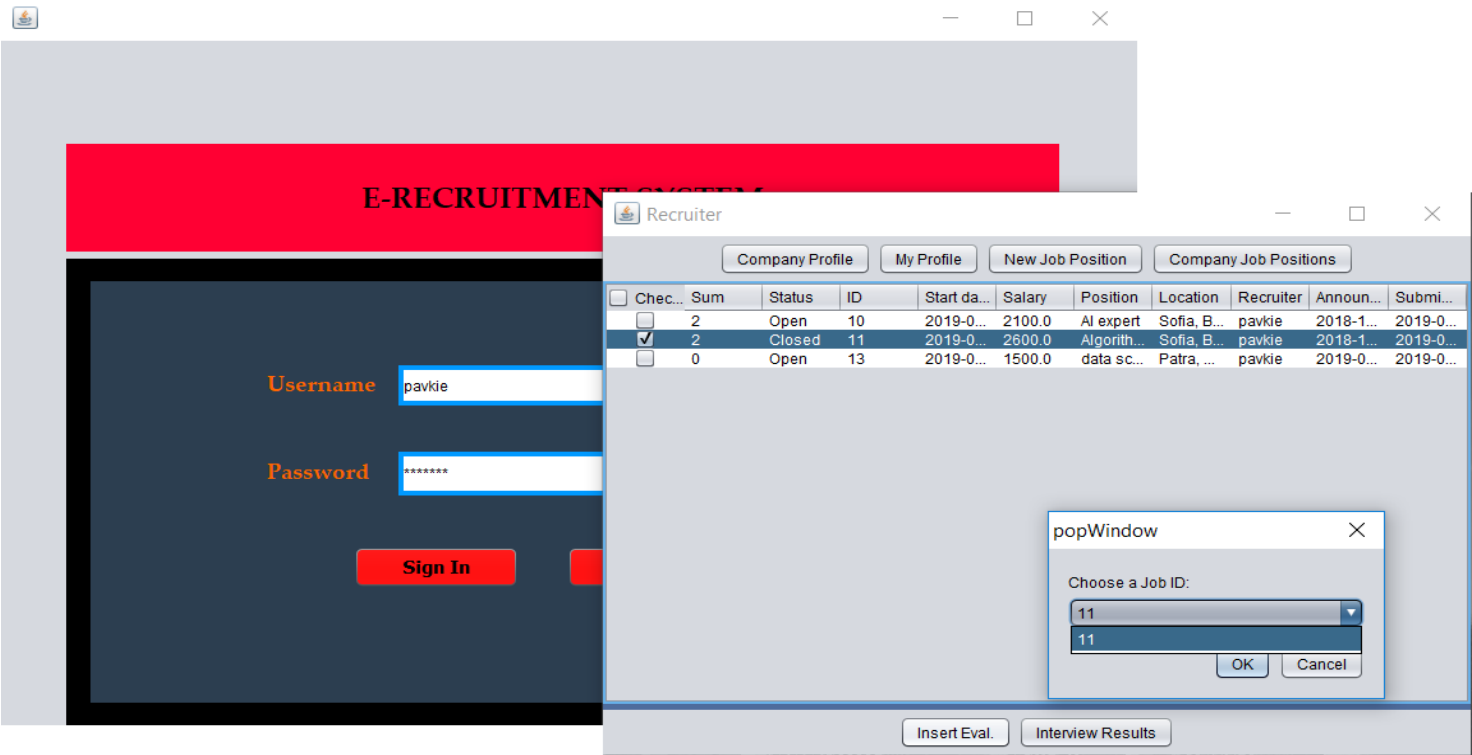 E-RECRUITMENT SYSTEM
Username
pavkie
Password
*******
Sign In
Recruiter
Company Profile
My Profile
New Job Position
Company Job Positions
Chec... Sum Status ID Start da... Salary Position Location Recruiter Announ... Submi...
2 Open 10 2019-0... 2100.0 AI expert Sofia, B... pavkie 2018-1... 2019-0...
2 Closed 11 2019-0... 2600.0 Algorith... Sofia, B... pavkie 2018-1... 2019-0...
0 Open 13 2019-0... 1500.0 data sc... Patra, ... pavkie 2019-0... 2019-0...
popWindow
Choose a Job ID:
11
11
OK
Cancel
Insert Eval.
Interview Results